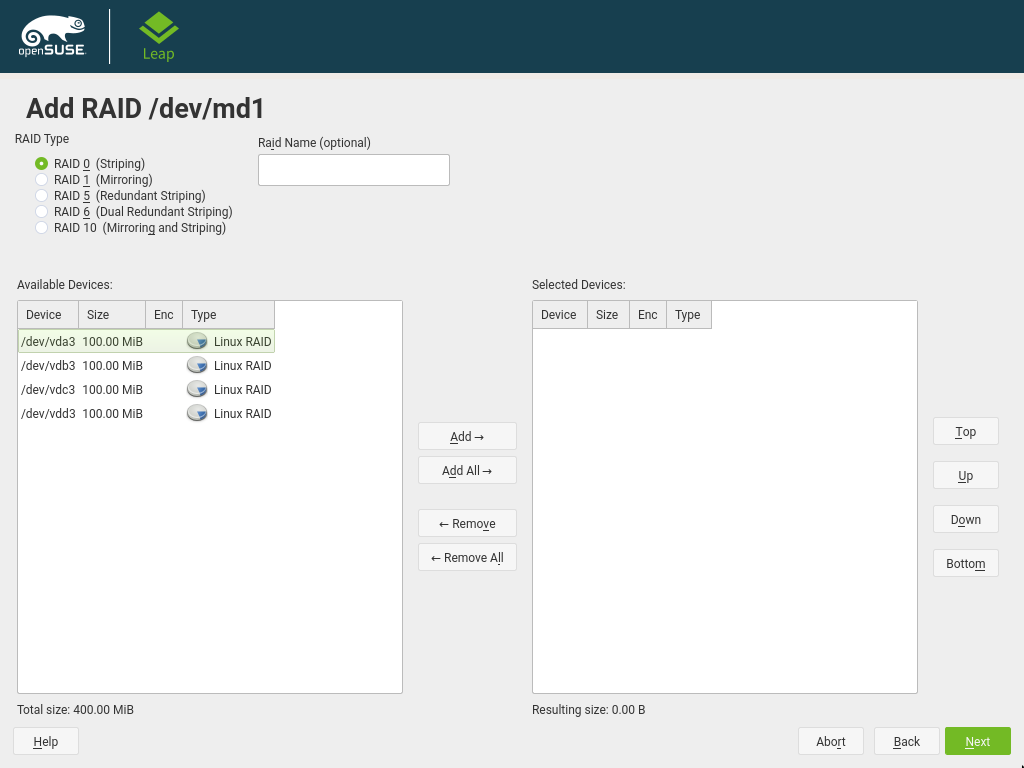 openSUSE
Leap
Add RAID /dev/md1
RAID Type
Raid Name (optional)
RAID 0 (Striping)
RAID 1 (Mirroring)
RAID 5 (Redundant Striping)
RAID 6 (Dual Redundant Striping)
RAID 10 (Mirroring and Striping)
Available Devices:
Device Size Enc Type
/dev/vda3 100.00 MiB Linux RAID
/dev/vdb3 100.00 MiB Linux RAID
/dev/vdc3 100.00 MiB Linux RAID
/dev/vdd3 100.00 MiB Linux RAID
Total size: 400.00 MiB
Add →
Add All →
← Remove
← Remove All
Selected Devices:
Device Size Enc Type
Resulting size: 0.00 B
Top
Up
Down
Bottom
Help
Abort
Back
Next